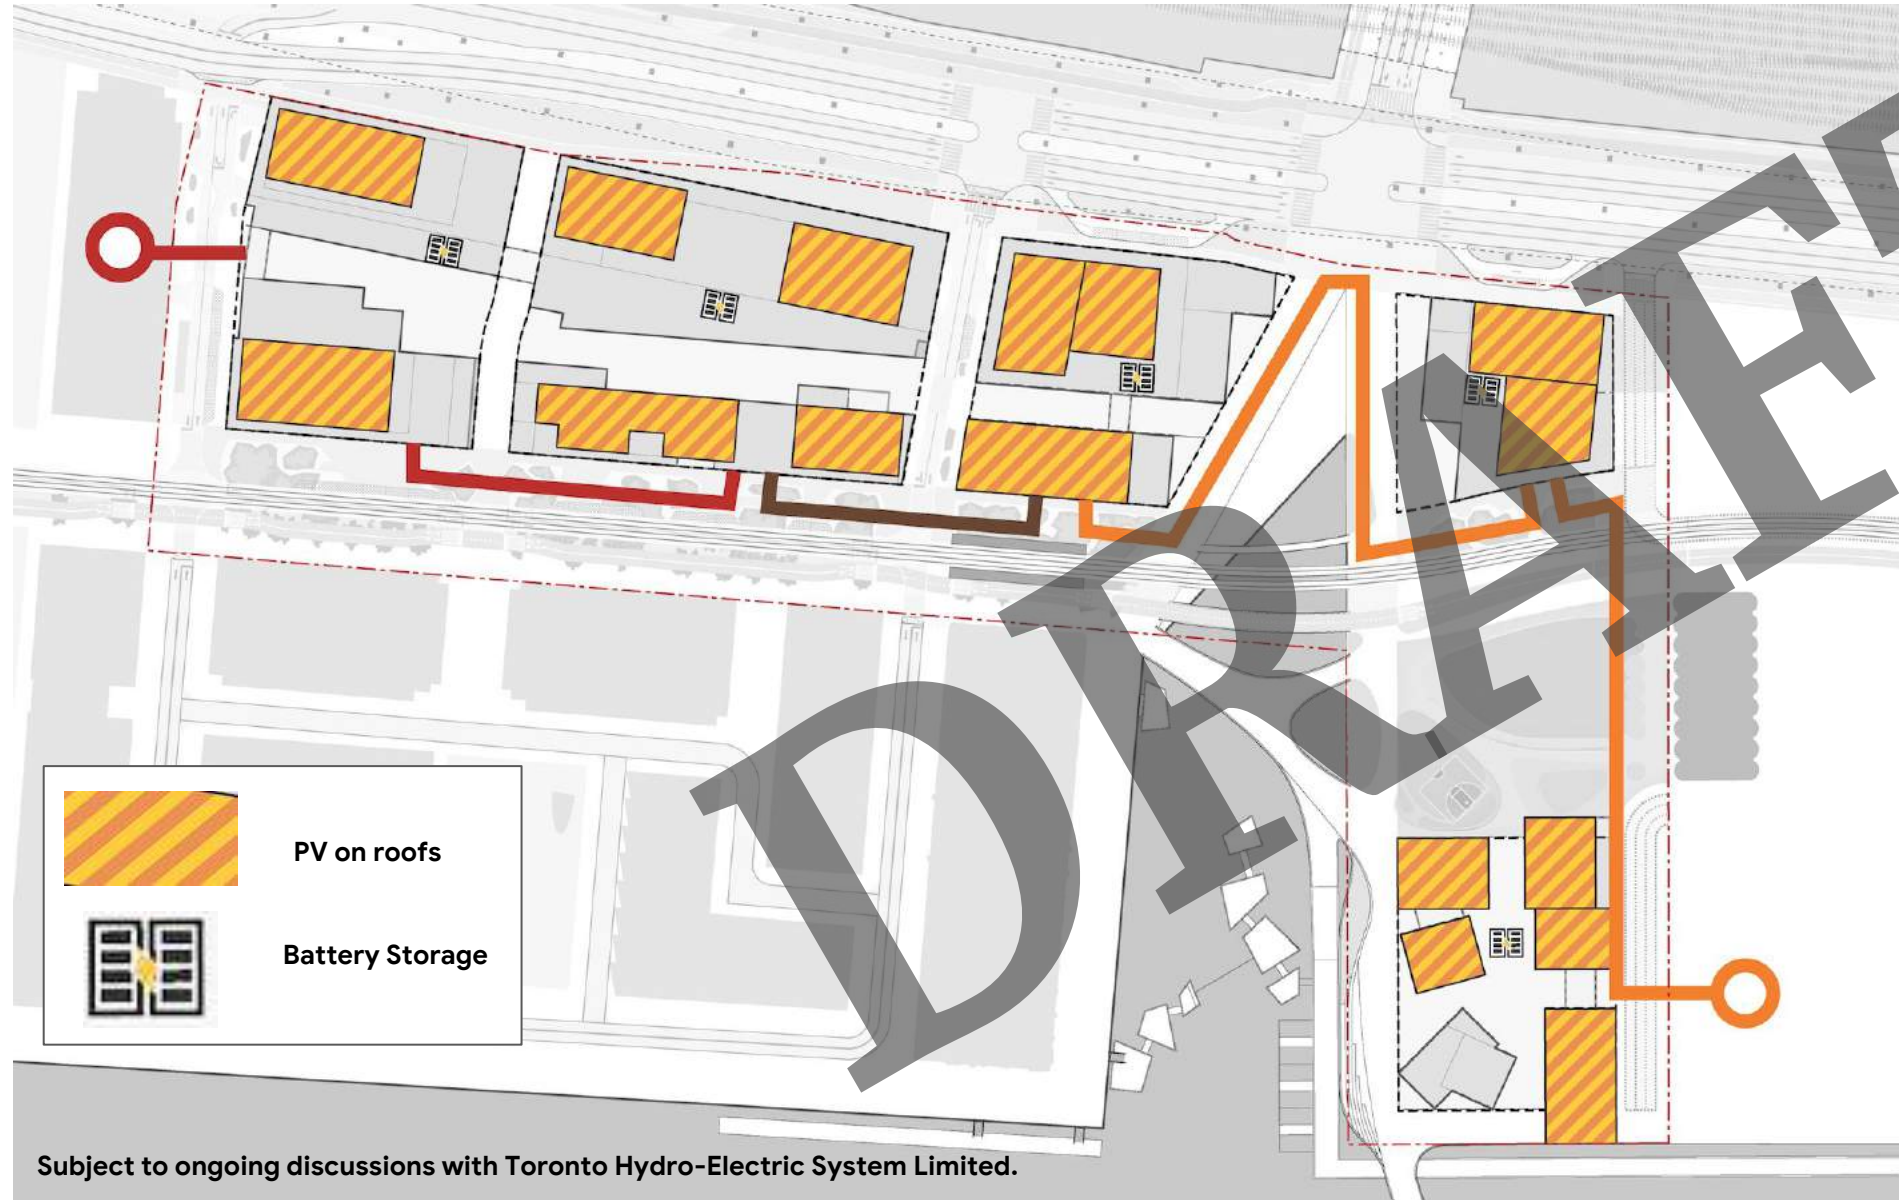 DRAFT
PV on roofs
Battery Storage
Subject to ongoing discussions with Toronto Hydro-Electric System Limited.